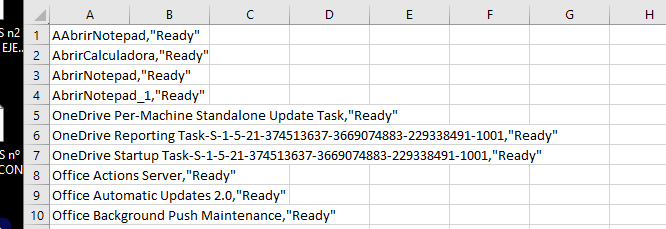 S n2
EJE..
S nº
CON
A B C D E F G H
1 AAbrirNotepad,"Ready"
2 AbrirCalculadora,"Ready"
3 AbrirNotepad,"Ready"
4 AbrirNotepad_1,"Ready"
5 OneDrive Per-Machine Standalone Update Task,"Ready"
6 OneDrive Reporting Task-S-1-5-21-374513637-3669074883-229338491-1001,"Ready"
7 OneDrive Startup Task-S-1-5-21-374513637-3669074883-229338491-1001,"Ready"
8 Office Actions Server,"Ready"
9 Office Automatic Updates 2.0,"Ready"
10 Office Background Push Maintenance,"Ready"